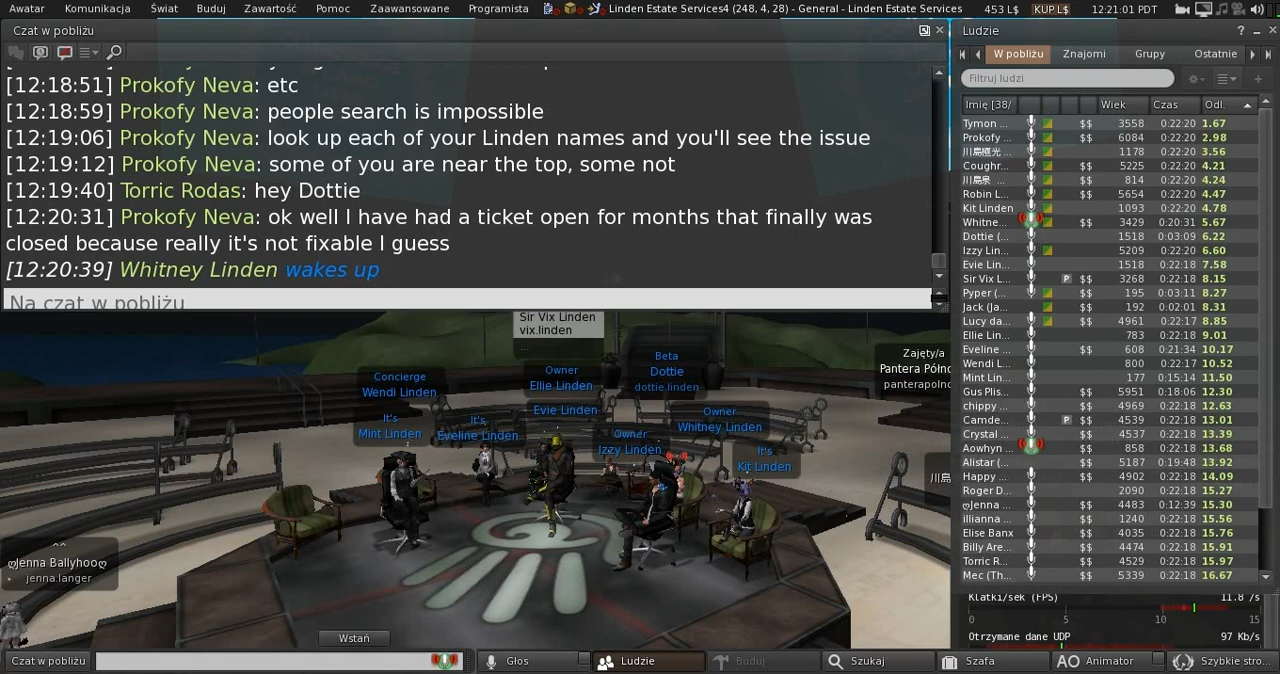 Awatar Komunikacja Świat Buduj Zawartość Pomoc Zaawansowane Programista Linden Estate Services4 (248, 4, 28) - General - Linden Estate Services 453 L$ KUP L$ 12:21:01 PDT
Czat w pobliżu
[12:18:51] Prokofy Neva: etc
[12:18:59] Prokofy Neva: people search is impossible
[12:19:06] Prokofy Neva: look up each of your Linden names and you'll see the issue
[12:19:12] Prokofy Neva: some of you are near the top, some not
[12:19:40] Torric Rodas: hey Dottie
[12:20:31] Prokofy Neva: ok well I have had a ticket open for months that finally was
closed because really it's not fixable I guess
[12:20:39] Whitney Linden wakes up
Na czat w pobliżu
Sir Vix Linden
vix.linden
Concierge
Wendi Linden
Owner
Ellie Linden
Beta
Dottie
dottie.linden
Zajęty/a
Pantera Półno
panterapolno
It's
Mint Linden
It's
Eveline Linden
Evie Linden
Owner
Izzy Linden
Owner
Whitney Linden
It's
Kit Linden
川島
^^
ღJenna Ballyhooღ
jenna.langer
Wstań
Ludzie
W pobliżu Znajomi Grupy Ostatnie
Filtruj ludzi
Imię [38/ Wiek Czas Odl.
Tymon ... $$ 3558 0:22:20 1.67
Prokofy ... $$ 6084 0:22:20 2.98
川島極光 ... 1178 0:22:20 3.56
Coughr... $$ 5225 0:22:20 4.21
川島泉 ... $$ 814 0:22:20 4.24
Robin L... $$ 5654 0:22:20 4.47
Kit Linden 1093 0:22:20 4.78
Whitne... $$ 3429 0:20:31 5.67
Dottie (... 1518 0:03:09 6.22
Izzy Lin... 5209 0:22:20 6.60
Evie Lin... 1518 0:22:18 7.58
Sir Vix L... P $$ 3268 0:22:18 8.15
Pyper (... $$ 195 0:03:11 8.27
Jack (Ja... $$ 192 0:02:01 8.31
Lucy da... $$ 4961 0:22:17 8.85
Ellie Lin... 783 0:22:18 9.01
Eveline ... $$ 608 0:21:34 10.17
Wendi L... 800 0:22:17 10.52
Mint Lin... 177 0:15:14 11.50
Gus Plis... $$ 5951 0:18:06 12.30
chippy ... $$ 4969 0:22:18 12.63
Camde... P $$ 4539 0:22:18 13.01
Crystal ... $$ 4537 0:22:18 13.39
Aowhyn ... $$ 858 0:22:18 13.68
Alistar (... $$ 5187 0:19:48 13.92
Happy ... $$ 4902 0:22:18 14.09
Roger D... 2090 0:22:18 15.27
ღJenna ... $$ 4483 0:12:39 15.30
illianna ... $$ 1240 0:22:18 15.56
Elise Banx $$ 4035 0:22:18 15.76
Billy Are... $$ 4474 0:22:18 15.91
Torric R... $$ 4529 0:22:18 15.97
Mec (Th... $$ 5339 0:22:18 16.67
Klatki/sek (FPS) 11.8 /s
0 5 10 15
Otrzymane dane UDP 97 Kb/s
Czat w pobliżu Głos Ludzie Buduj Szukaj Szafa AO Animator Szybkie stro...